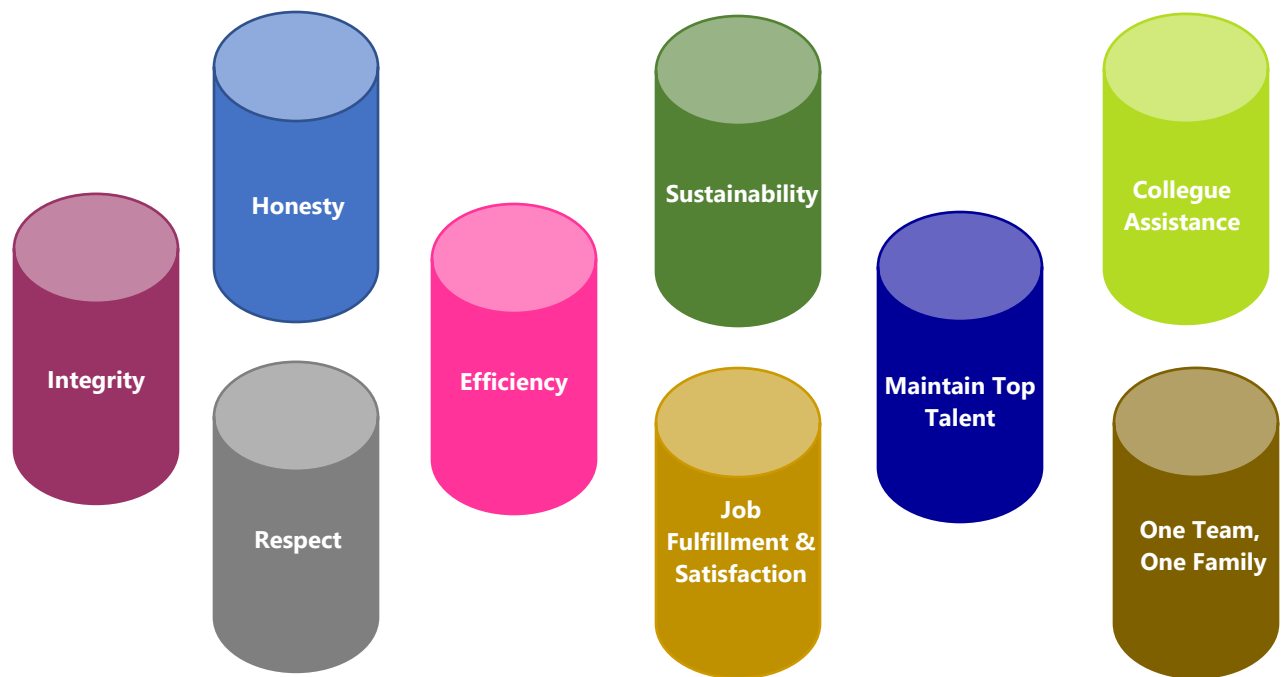 Honesty
Sustainability
Collegue
Assistance
Integrity
Efficiency
Maintain Top
Talent
Respect
Job
Fulfillment &
Satisfaction
One Team,
One Family